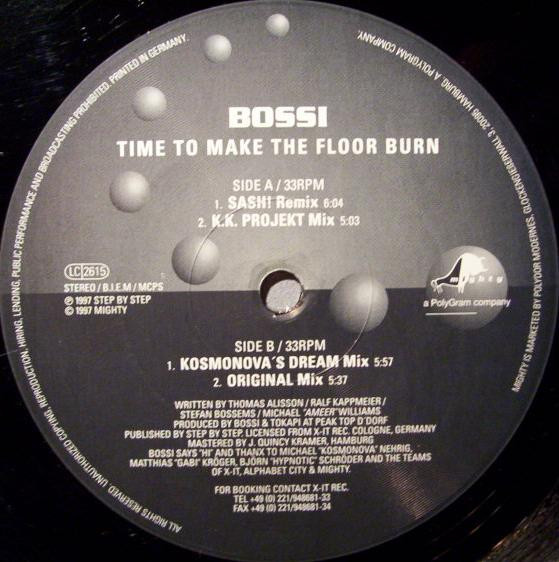 BOSSI
TIME TO MAKE THE FLOOR BURN
SIDE A / 33RPM
1. SASH! Remix 6:04
2. K.K. PROJEKT Mix 5:03
LC 2615
STEREO / B.I.E.M / MCPS
℗ 1997 STEP BY STEP
© 1997 MIGHTY
mighty
a PolyGram company
SIDE B / 33RPM
1. KOSMONOVA´S DREAM Mix 5:57
2. ORIGINAL Mix 5:37
WRITTEN BY THOMAS ALISSON / RALF KAPPMEIER /
STEFAN BOSSEMS / MICHAEL "AMEER" WILLIAMS
PRODUCED BY BOSSI & TOKAPI AT PEAK TOP D´DORF
PUBLISHED BY STEP BY STEP, LICENSED FROM X-IT REC. COLOGNE, GERMANY
MASTERED BY J. QUINCY KRAMER, HAMBURG
BOSSI SAYS "HI" AND THANX TO MICHAEL "KOSMONOVA" NEHRIG,
MATTHIAS "GABI" KRÖGER, BJÖRN "HYPNOTIC" SCHRÖDER AND THE TEAMS
OF X-IT, ALPHABET CITY & MIGHTY.
FOR BOOKING CONTACT X-IT REC.
TEL +49 (0) 221/948681-33
FAX +49 (0) 221/948681-34
ALL RIGHTS RESERVED. UNAUTHORIZED COPYING, REPRODUCTION, HIRING, LENDING, PUBLIC PERFORMANCE AND BROADCASTING PROHIBITED. PRINTED IN GERMANY.
MIGHTY IS MARKETED BY POLYDOR MODERNES, GLOCKENGIEßERWALL 3, 20095 HAMBURG, A POLYGRAM COMPANY.